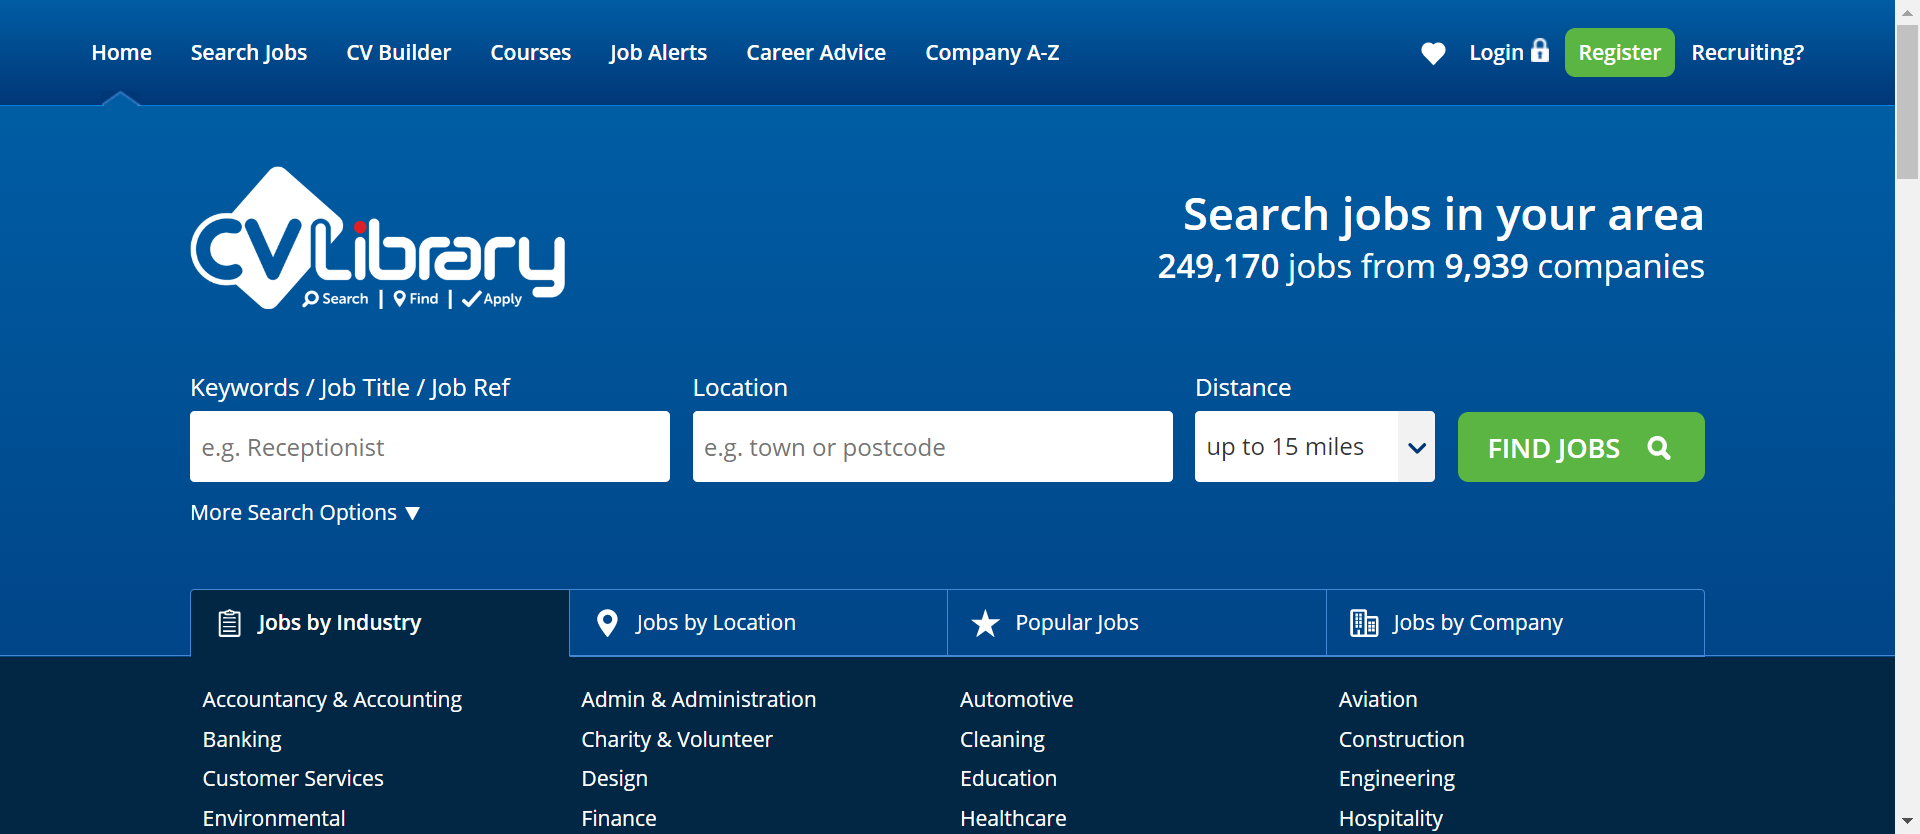 Home Search Jobs CV Builder Courses Job Alerts Career Advice Company A-Z Login Register Recruiting?
CV Library
Search | Find | Apply
Search jobs in your area
249,170 jobs from 9,939 companies
Keywords / Job Title / Job Ref Location Distance
e.g. Receptionist e.g. town or postcode up to 15 miles FIND JOBS
More Search Options
Jobs by Industry Jobs by Location Popular Jobs Jobs by Company
Accountancy & Accounting Admin & Administration Automotive Aviation
Banking Charity & Volunteer Cleaning Construction
Customer Services Design Education Engineering
Environmental Finance Healthcare Hospitality